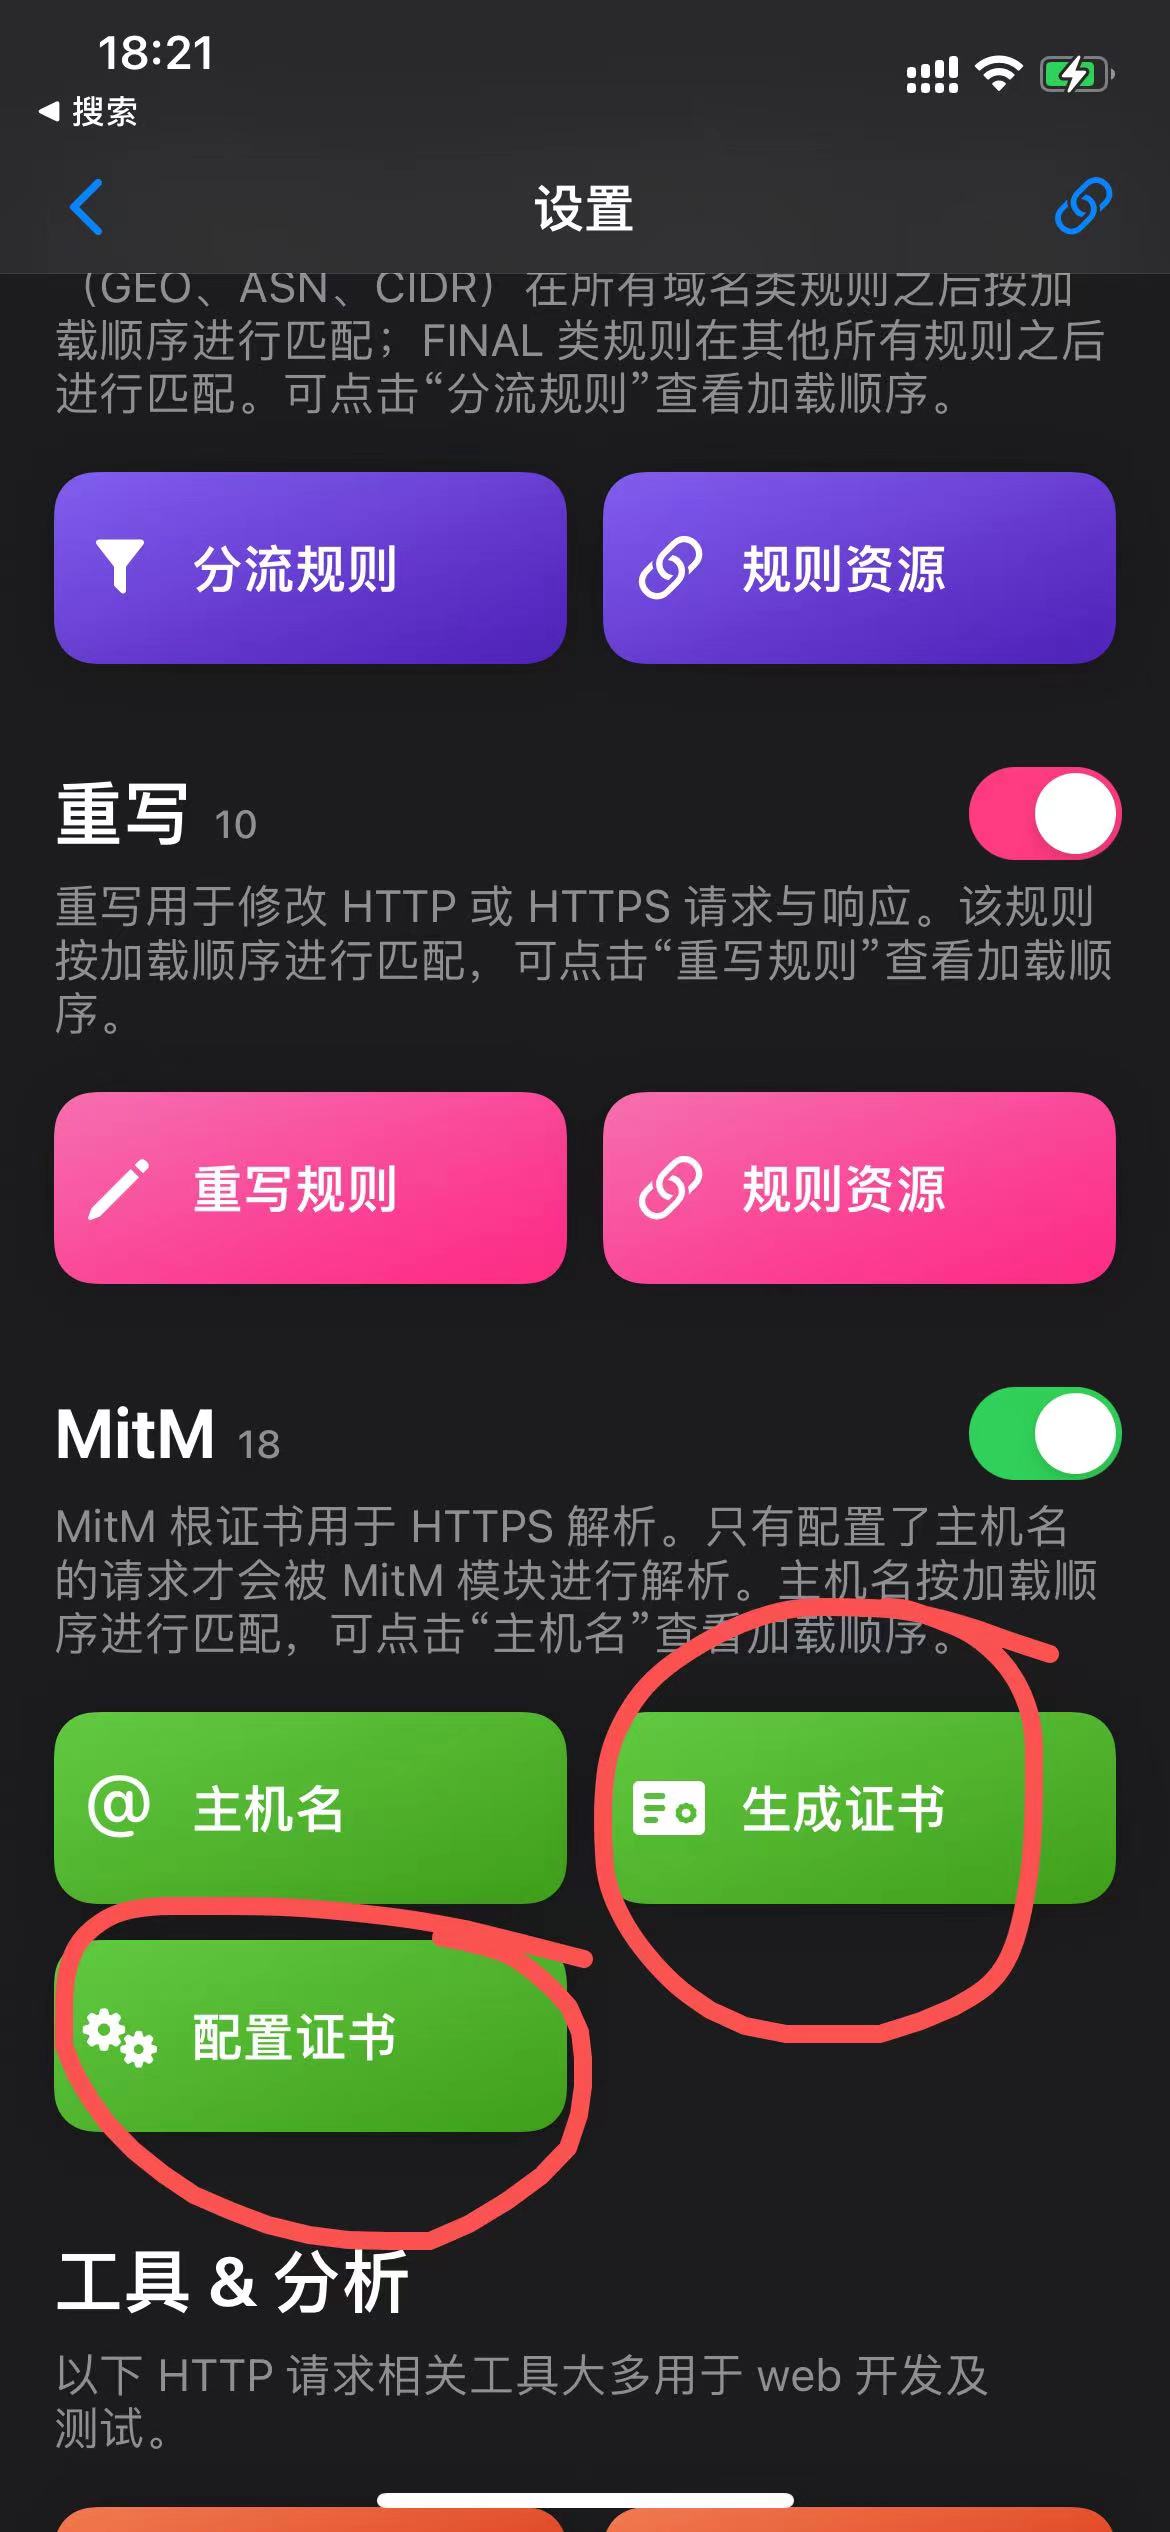 18:21
搜索
设置
（GEO、ASN、CIDR）在所有域名类规则之后按加
载顺序进行匹配；FINAL 类规则在其他所有规则之后
进行匹配。可点击“分流规则”查看加载顺序。
分流规则
规则资源
重写 10
重写用于修改 HTTP 或 HTTPS 请求与响应。该规则
按加载顺序进行匹配，可点击“重写规则”查看加载顺
序。
重写规则
规则资源
MitM 18
MitM 根证书用于 HTTPS 解析。只有配置了主机名
的请求才会被 MitM 模块进行解析。主机名按加载顺
序进行匹配，可点击“主机名”查看加载顺序。
@ 主机名
生成证书
配置证书
工具 & 分析
以下 HTTP 请求相关工具大多用于 web 开发及
测试。